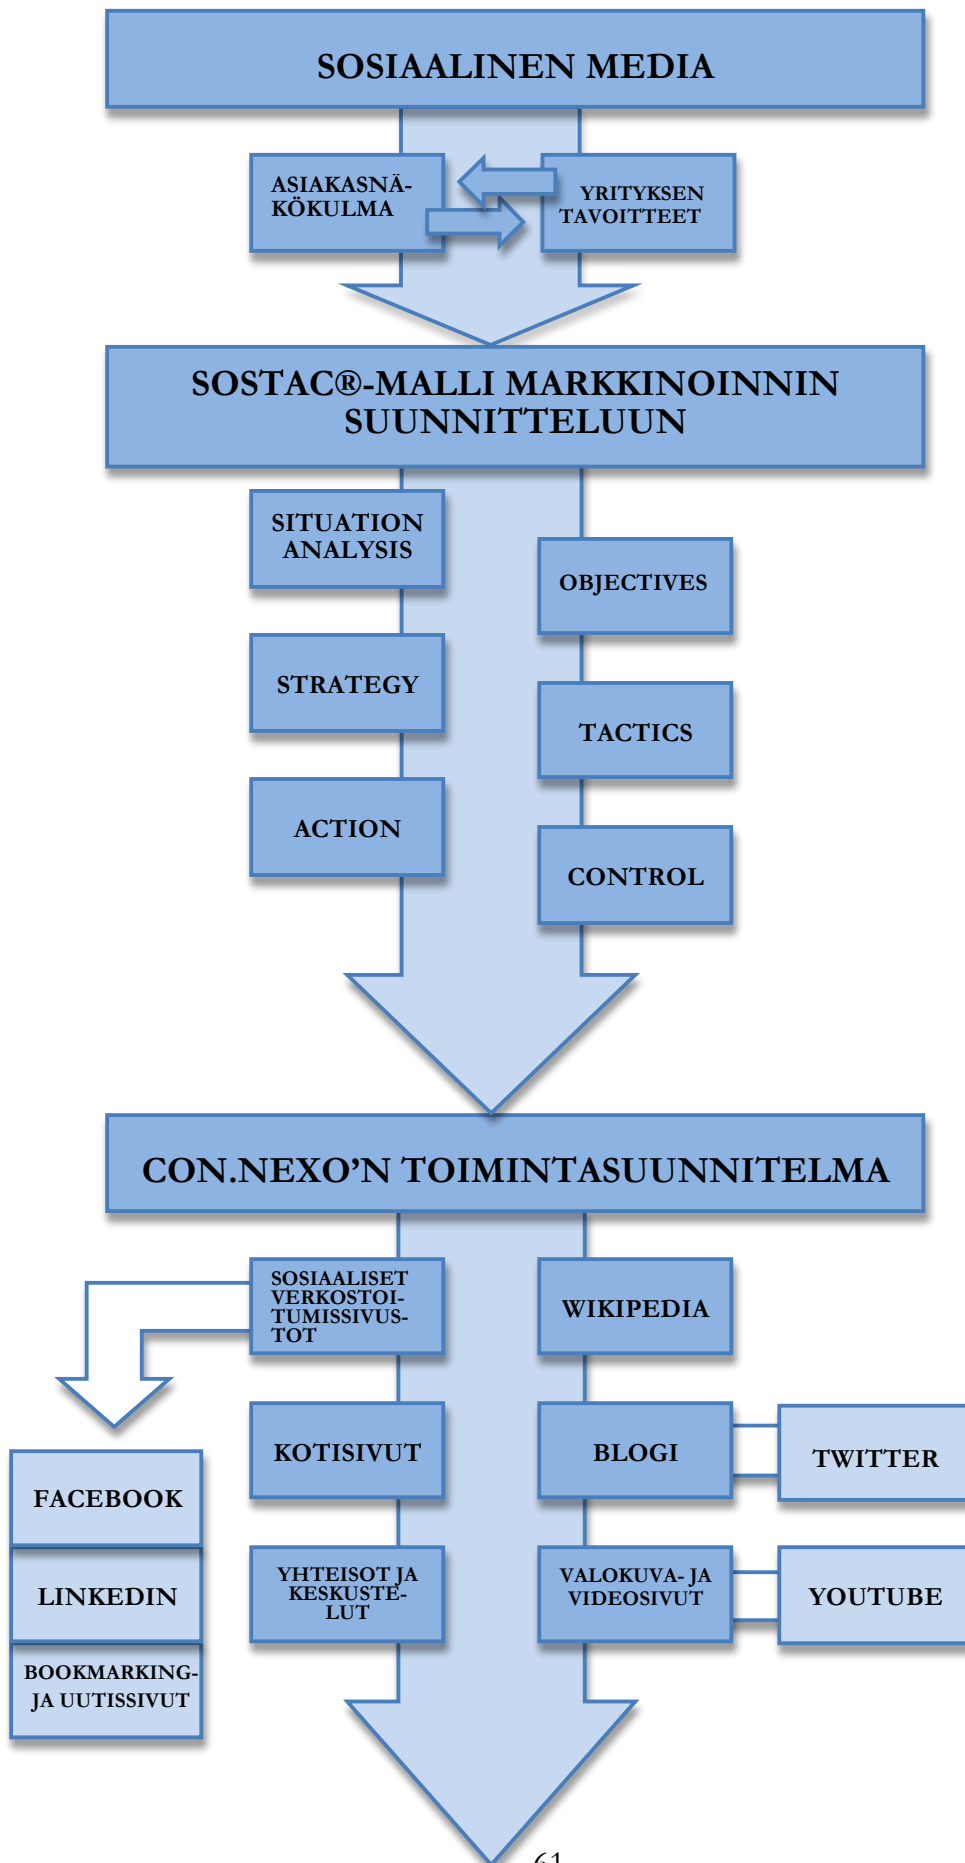 SOSIAALINEN MEDIA
ASIAKASNÄ-
KÖKULMA
YRITYKSEN
TAVOITTEET
SOSTAC®-MALLI MARKKINOINNIN
SUUNNITTELUUN
SITUATION
ANALYSIS
OBJECTIVES
STRATEGY
TACTICS
ACTION
CONTROL
CON.NEXO’N TOIMINTASUUNNITELMA
SOSIAALISET
VERKOSTOI-
TUMISSIVUS-
TOT
WIKIPEDIA
KOTISIVUT
BLOGI
TWITTER
FACEBOOK
YHTEISOT JA
KESKUSTE-
LUT
VALOKUVA- JA
VIDEOSIVUT
YOUTUBE
LINKEDIN
BOOKMARKING-
JA UUTISSIVUT
61